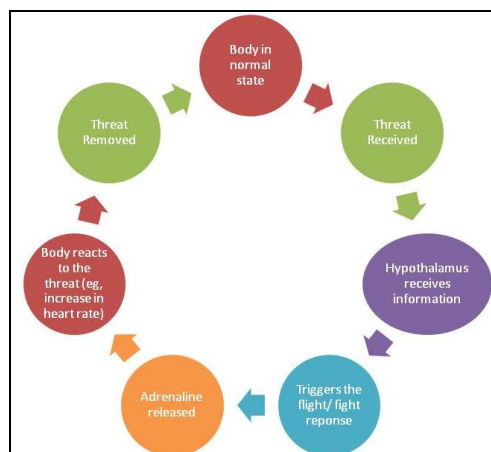 Body in
normal
state
Threat
Received
Hypothalamus
receives
information
Triggers the
flight/ fight
reponse
Adrenaline
released
Body reacts
to the
threat (eg,
increase in
heart rate)
Threat
Removed